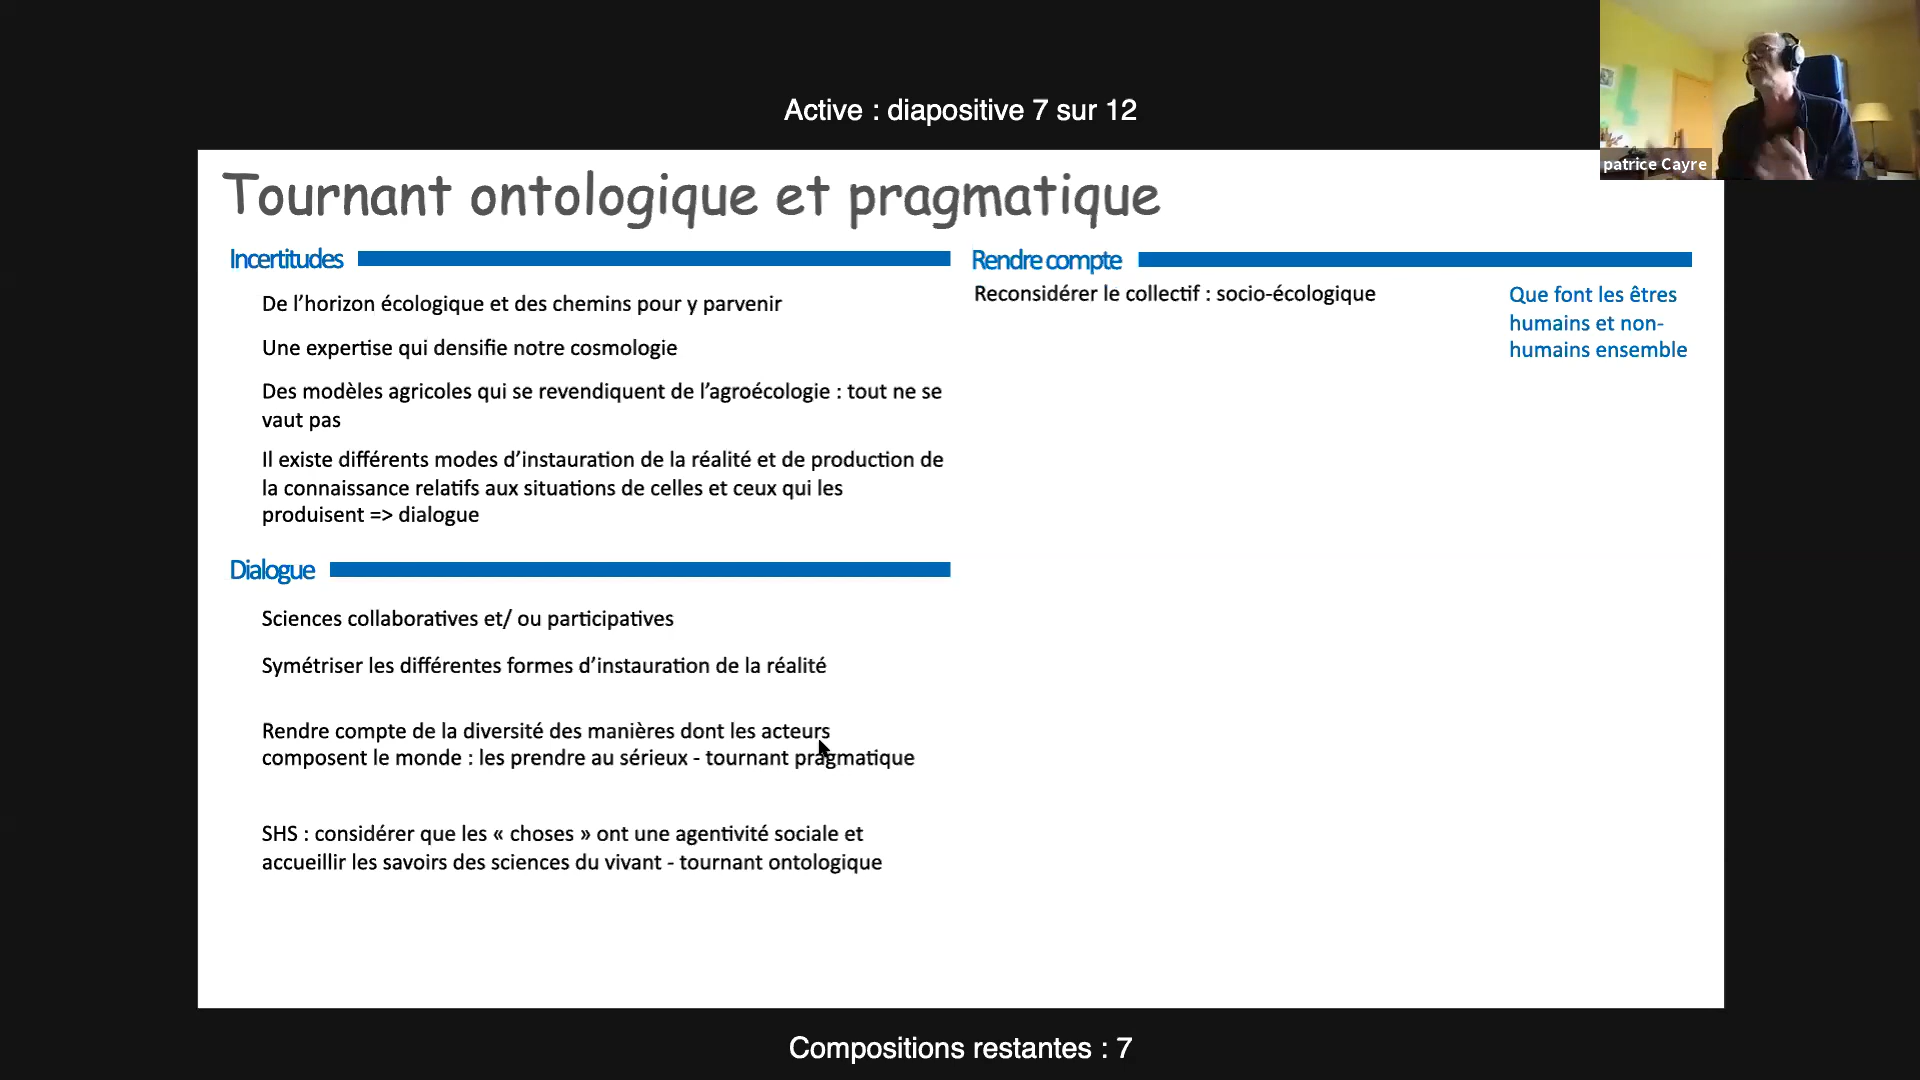 Active : diapositive 7 sur 12
patrice Cayre
Tournant ontologique et pragmatique
Incertitudes
De l’horizon écologique et des chemins pour y parvenir
Une expertise qui densifie notre cosmologie
Des modèles agricoles qui se revendiquent de l’agroécologie : tout ne se
vaut pas
Il existe différents modes d’instauration de la réalité et de production de
la connaissance relatifs aux situations de celles et ceux qui les
produisent => dialogue
Dialogue
Sciences collaboratives et/ ou participatives
Symétriser les différentes formes d’instauration de la réalité
Rendre compte de la diversité des manières dont les acteurs
composent le monde : les prendre au sérieux - tournant pragmatique
SHS : considérer que les « choses » ont une agentivité sociale et
accueillir les savoirs des sciences du vivant - tournant ontologique
Rendre compte
Reconsidérer le collectif : socio-écologique
Que font les êtres
humains et non-
humains ensemble
Compositions restantes : 7